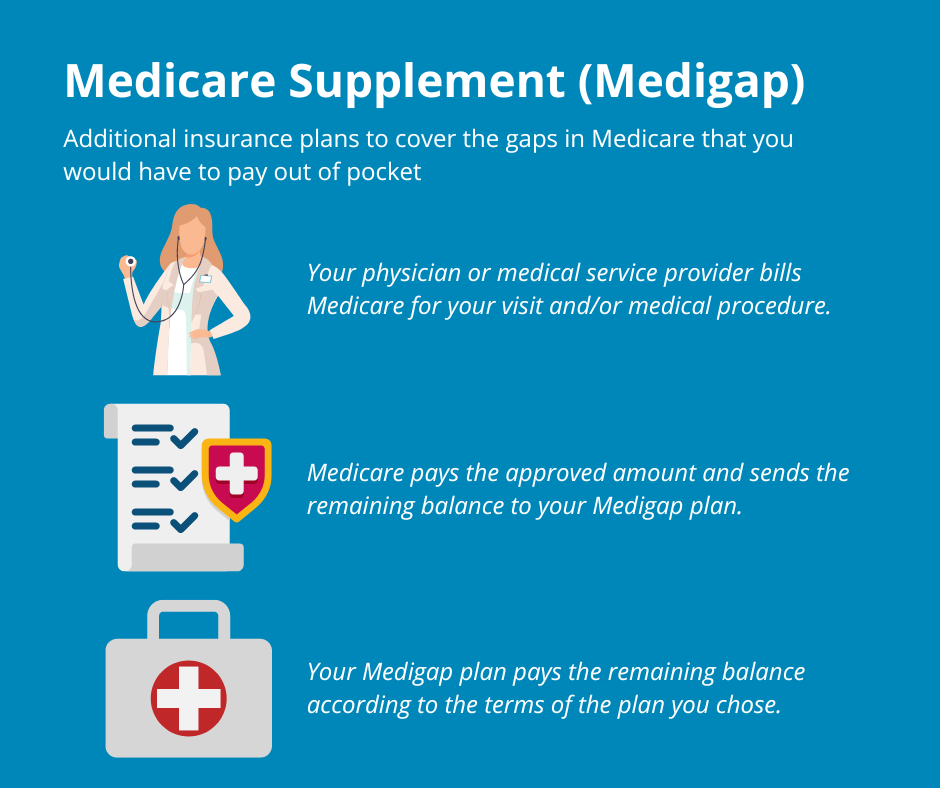 Medicare Supplement (Medigap)
Additional insurance plans to cover the gaps in Medicare that you
would have to pay out of pocket
Your physician or medical service provider bills
Medicare for your visit and/or medical procedure.
Medicare pays the approved amount and sends the
remaining balance to your Medigap plan.
Your Medigap plan pays the remaining balance
according to the terms of the plan you chose.